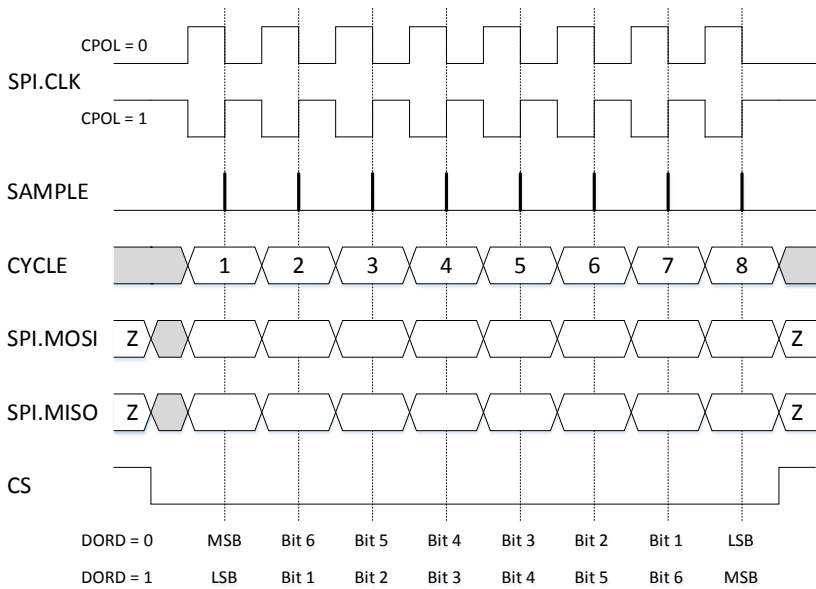 CPOL = 0
SPI.CLK
CPOL = 1
SAMPLE
CYCLE 1 2 3 4 5 6 7 8
SPI.MOSI Z Z
SPI.MISO Z Z
CS
DORD = 0 MSB Bit 6 Bit 5 Bit 4 Bit 3 Bit 2 Bit 1 LSB
DORD = 1 LSB Bit 1 Bit 2 Bit 3 Bit 4 Bit 5 Bit 6 MSB